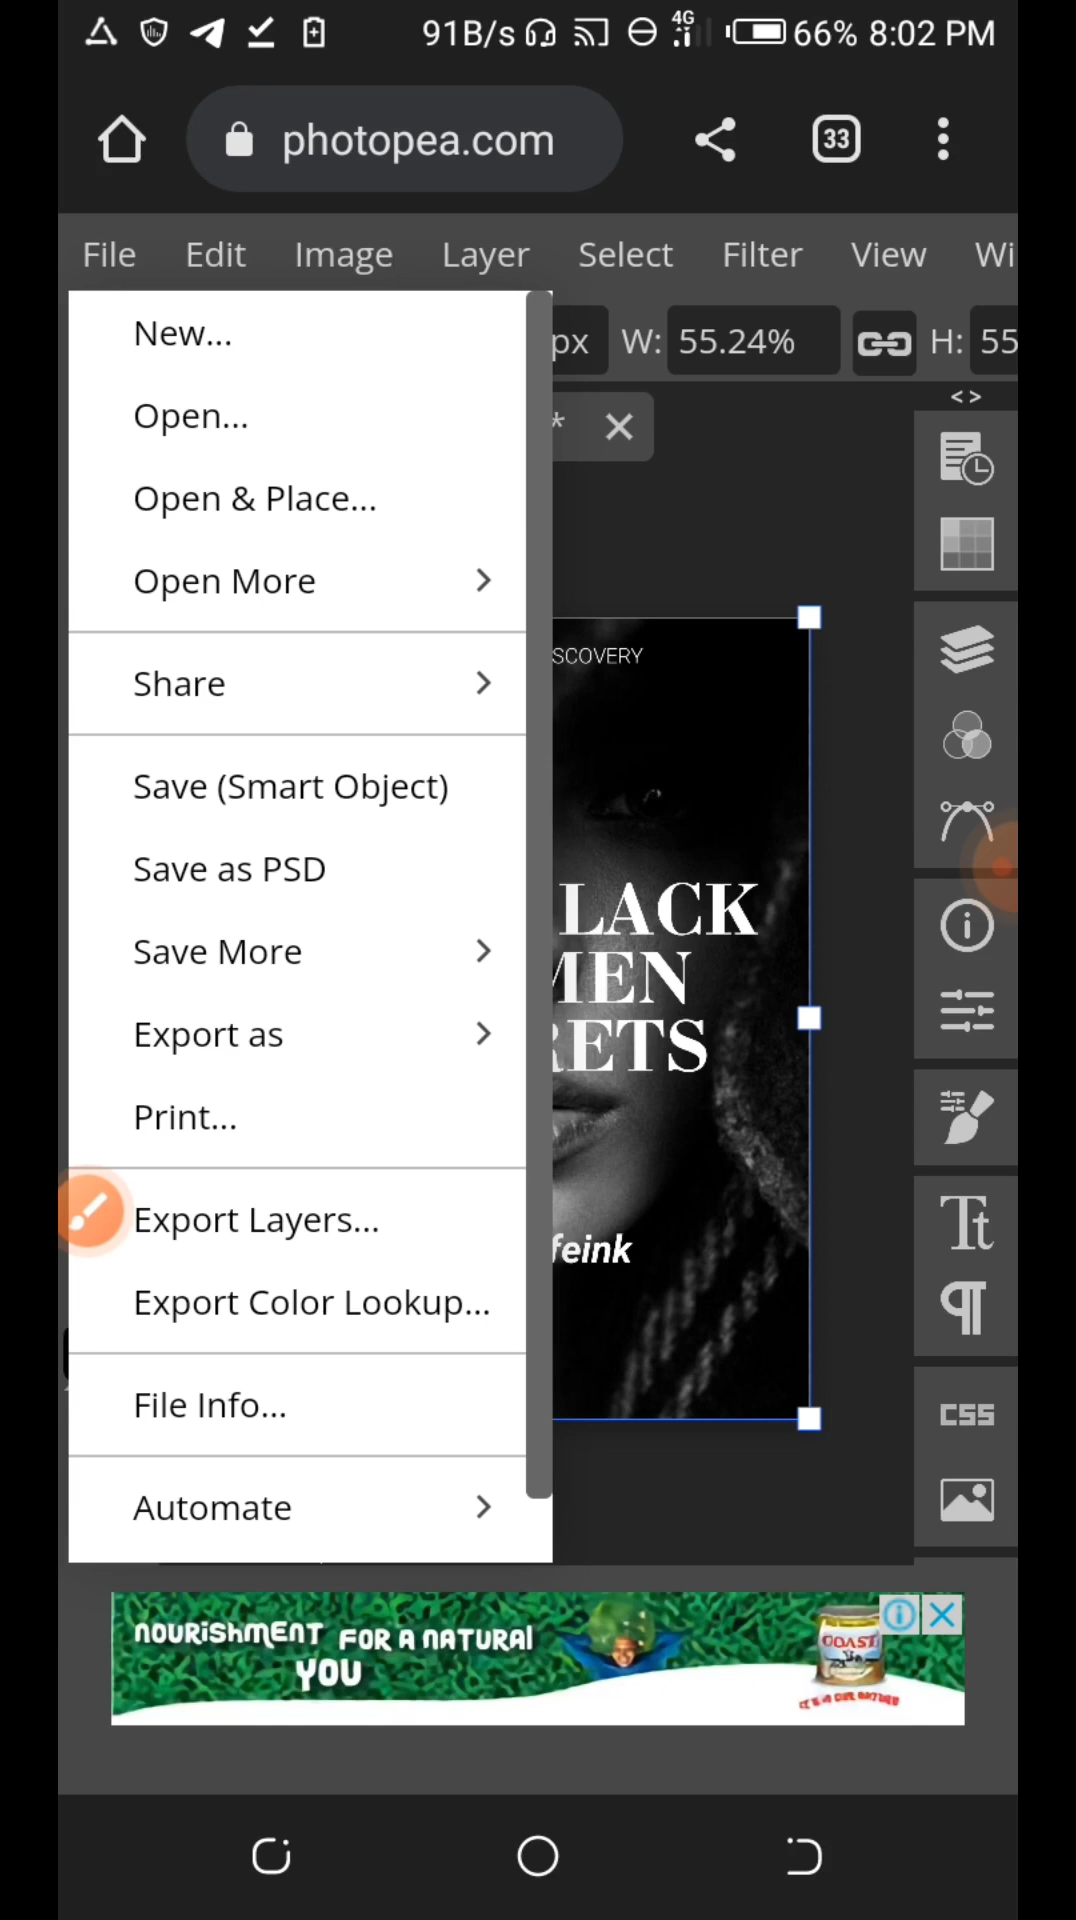 91B/s 4G 66% 8:02 PM
photopea.com
33
File Edit Image Layer Select Filter View Wi
px W: 55.24% H: 55
New...
Open...
Open & Place...
Open More
Share
Save (Smart Object)
Save as PSD
Save More
Export as
Print...
Export Layers...
Export Color Lookup...
File Info...
Automate
*
SCOVERY
LACK
MEN
RETS
feink
Tt
CSS
NOURISHMENT FOR A NATURAL
YOU
COAST